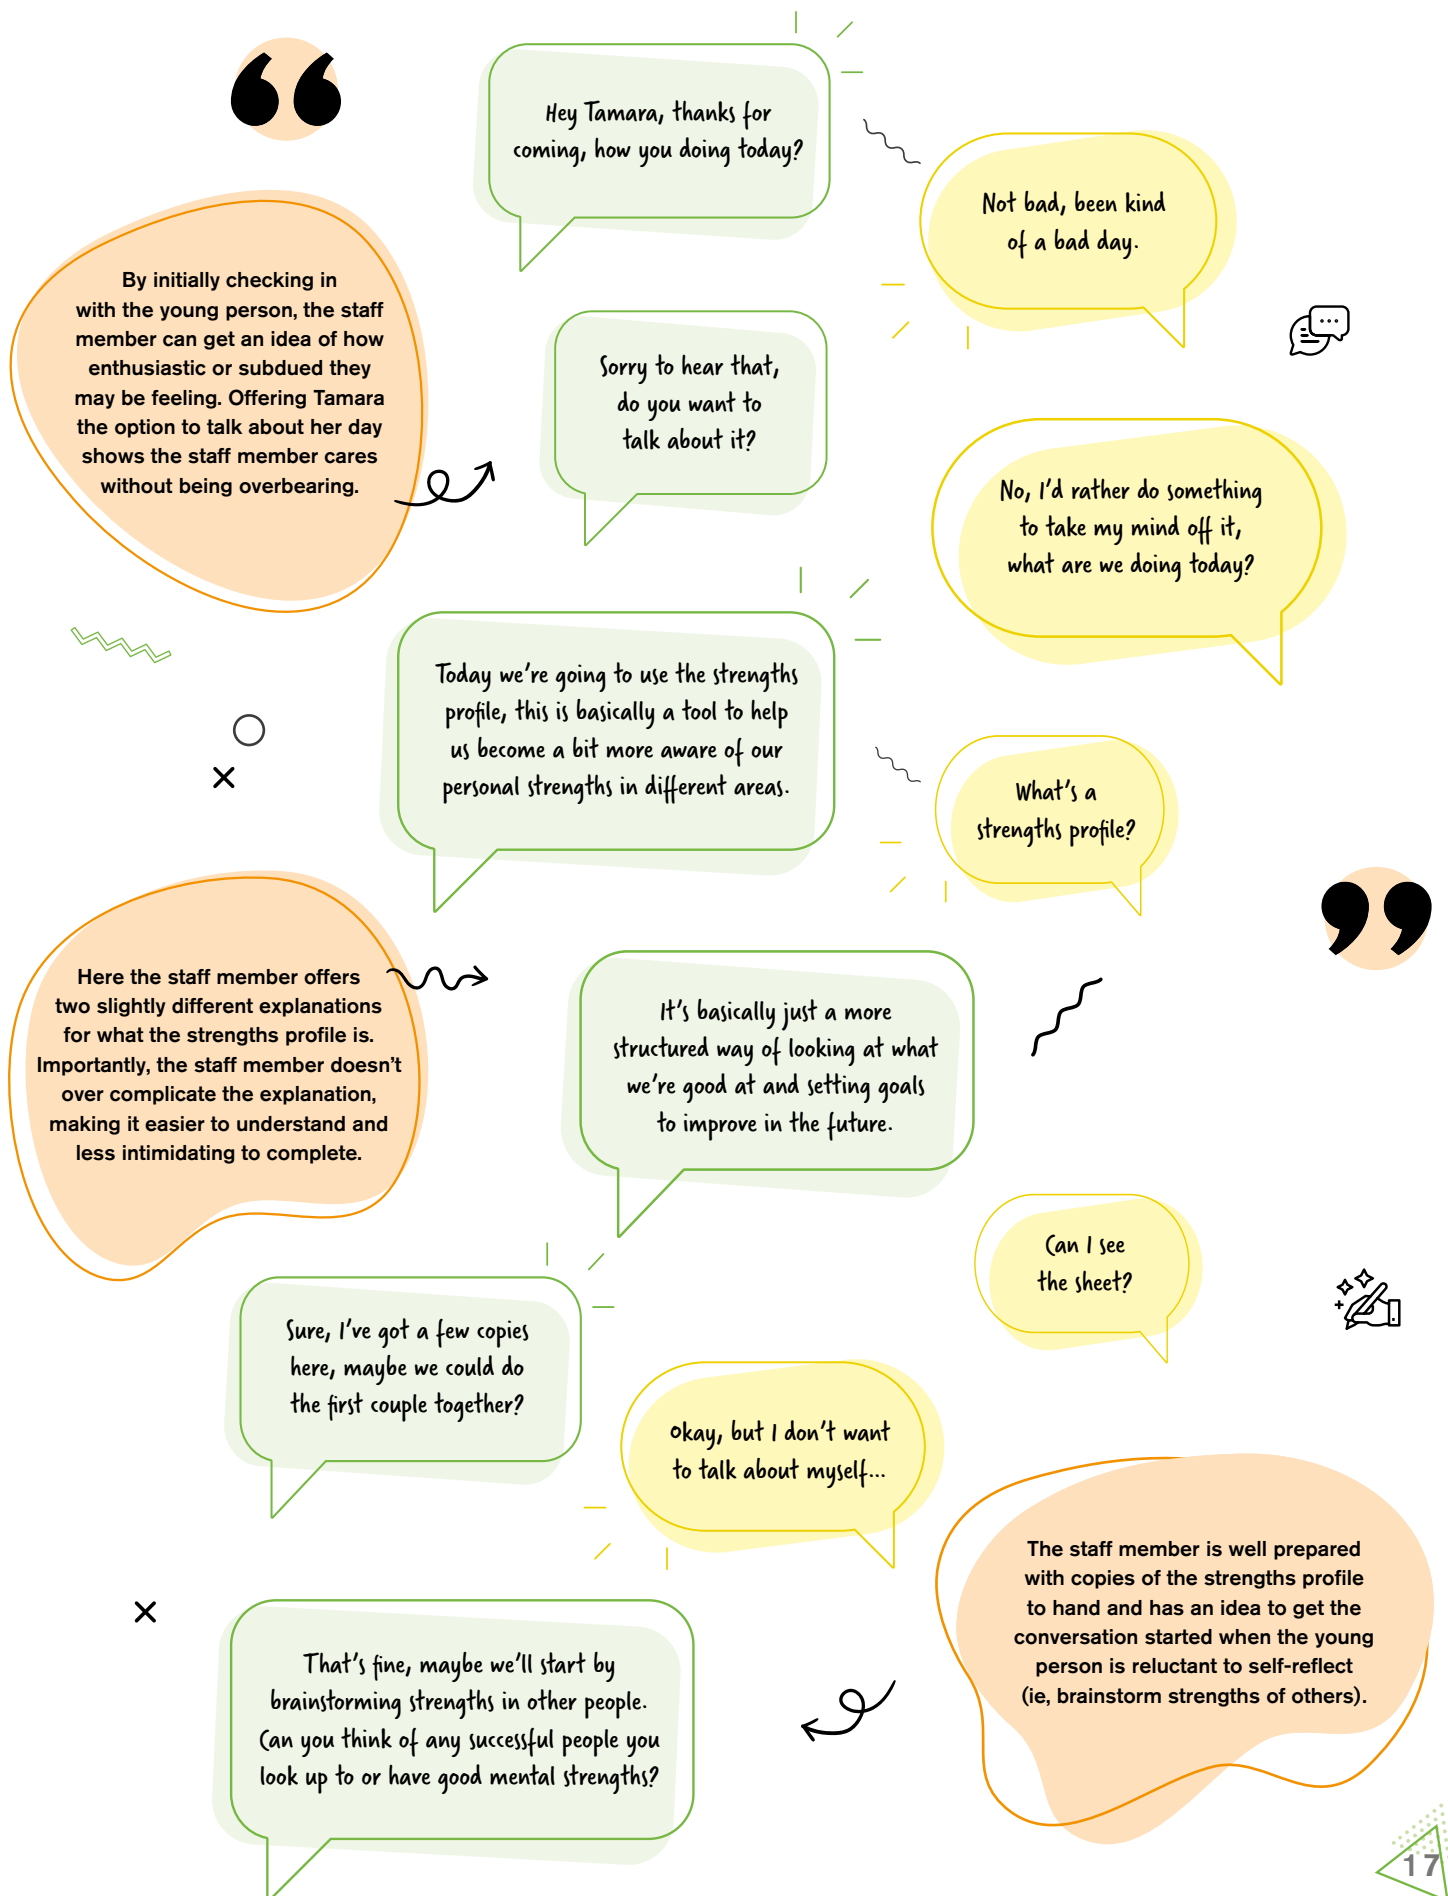 Hey Tamara, thanks for
coming, how you doing today?
Not bad, been kind
of a bad day.
By initially checking in
with the young person, the staff
member can get an idea of how
enthusiastic or subdued they
may be feeling. Offering Tamara
the option to talk about her day
shows the staff member cares
without being overbearing.
Sorry to hear that,
do you want to
talk about it?
No, I'd rather do something
to take my mind off it,
what are we doing today?
Today we're going to use the strengths
profile, this is basically a tool to help
us become a bit more aware of our
personal strengths in different areas.
What's a
strengths profile?
Here the staff member offers
two slightly different explanations
for what the strengths profile is.
Importantly, the staff member doesn't
over complicate the explanation,
making it easier to understand and
less intimidating to complete.
It's basically just a more
structured way of looking at what
we're good at and setting goals
to improve in the future.
Can I see
the sheet?
Sure, I've got a few copies
here, maybe we could do
the first couple together?
Okay, but I don't want
to talk about myself...
The staff member is well prepared
with copies of the strengths profile
to hand and has an idea to get the
conversation started when the young
person is reluctant to self-reflect
(ie, brainstorm strengths of others).
That's fine, maybe we'll start by
brainstorming strengths in other people.
Can you think of any successful people you
look up to or have good mental strengths?
17